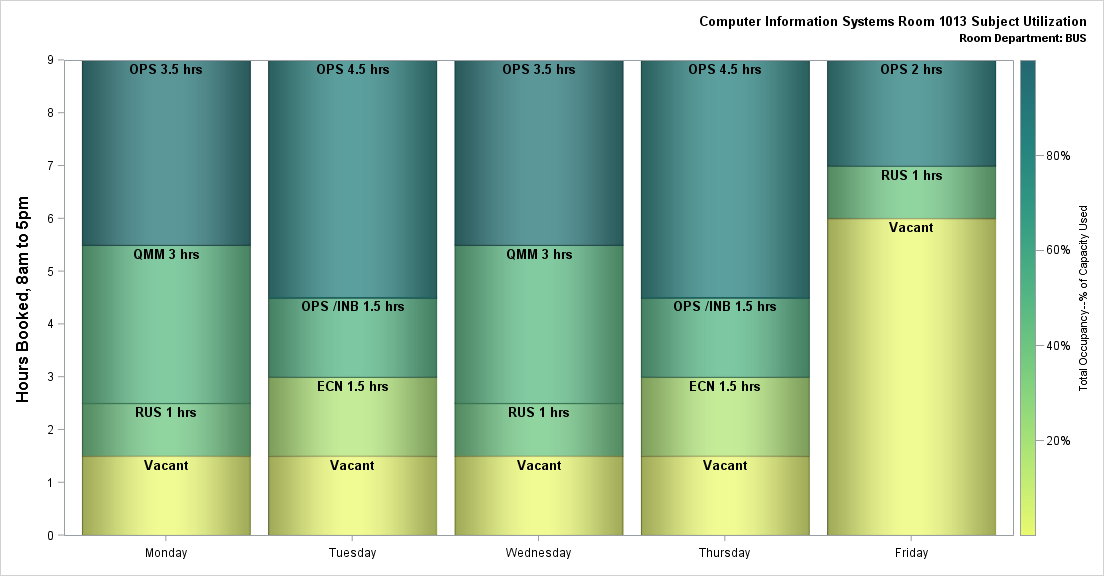 Computer Information Systems Room 1013 Subject Utilization
Room Department: BUS
Hours Booked, 8am to 5pm
9
8
7
6
5
4
3
2
1
0
OPS 3.5 hrs
QMM 3 hrs
RUS 1 hrs
Vacant
OPS 4.5 hrs
OPS /INB 1.5 hrs
ECN 1.5 hrs
Vacant
OPS 3.5 hrs
QMM 3 hrs
RUS 1 hrs
Vacant
OPS 4.5 hrs
OPS /INB 1.5 hrs
ECN 1.5 hrs
Vacant
OPS 2 hrs
RUS 1 hrs
Vacant
Monday
Tuesday
Wednesday
Thursday
Friday
80%
60%
40%
20%
Total Occupancy--% of Capacity Used